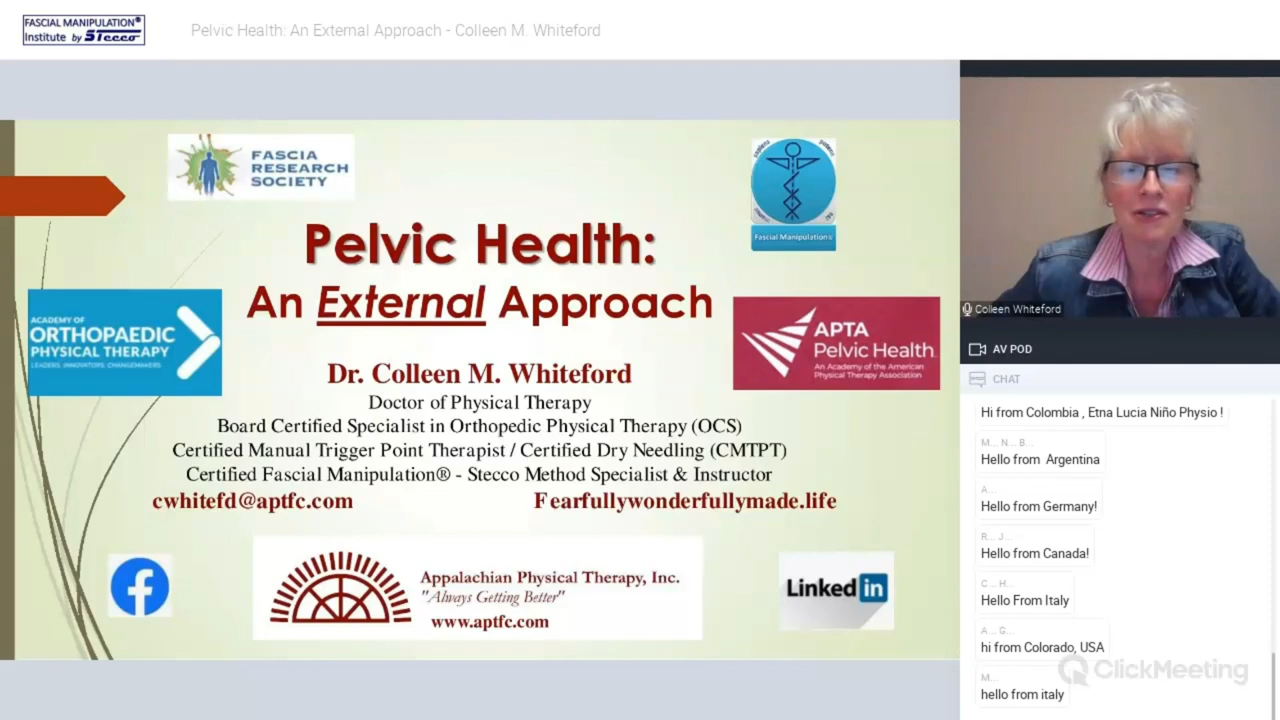 FASCIAL MANIPULATION®
Institute by Stecco
Pelvic Health: An External Approach - Colleen M. Whiteford
FASCIA
RESEARCH
SOCIETY
Fascial Manipulation®
Pelvic Health:
An External Approach
ACADEMY OF
ORTHOPAEDIC
PHYSICAL THERAPY
LEADERS. INNOVATORS. CHANGEMAKERS.
APTA
Pelvic Health
An Academy of the American
Physical Therapy Association
Dr. Colleen M. Whiteford
Doctor of Physical Therapy
Board Certified Specialist in Orthopedic Physical Therapy (OCS)
Certified Manual Trigger Point Therapist / Certified Dry Needling (CMTPT)
Certified Fascial Manipulation® - Stecco Method Specialist & Instructor
cwhitefd@aptfc.com
Fearfullywonderfullymade.life
Appalachian Physical Therapy, Inc.
"Always Getting Better"
www.aptfc.com
Linked in
Colleen Whiteford
AV POD
CHAT
Hi from Colombia , Etna Lucia Niño Physio !
M... N... B...
Hello from Argentina
A...
Hello from Germany!
R... J...
Hello from Canada!
C... H...
Hello From Italy
A... G...
hi from Colorado, USA
M...
hello from italy
ClickMeeting